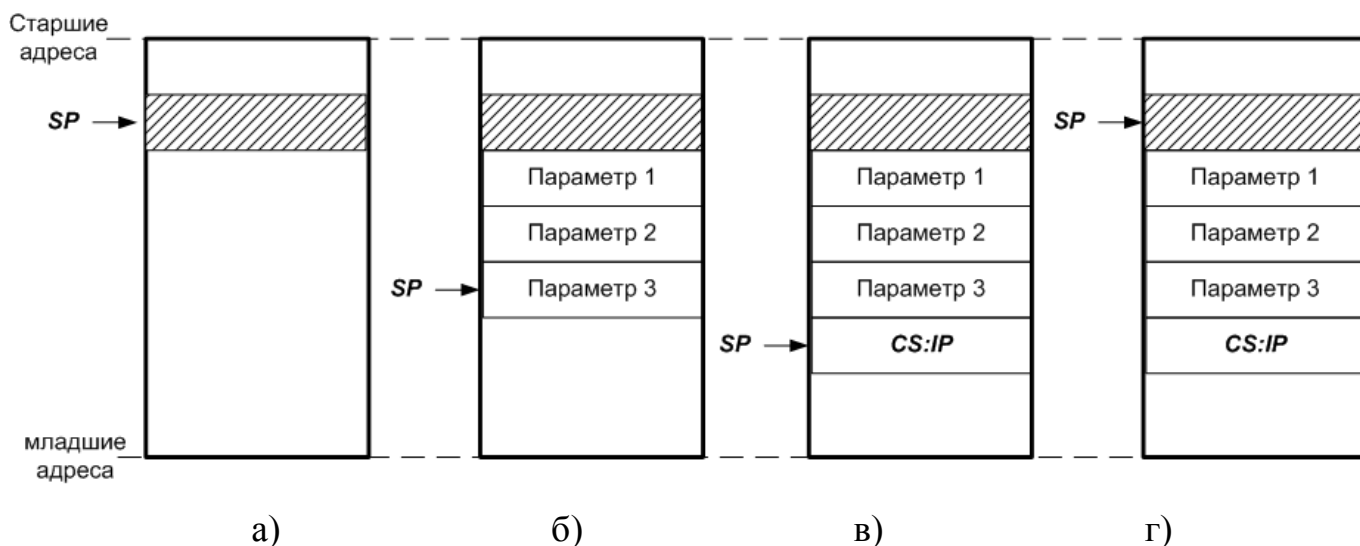 Старшие
адреса
SP
SP
Параметр 1
Параметр 1
Параметр 1
Параметр 2
Параметр 2
Параметр 2
SP
Параметр 3
Параметр 3
Параметр 3
SP
CS:IP
CS:IP
младшие
адреса
а)
б)
в)
г)